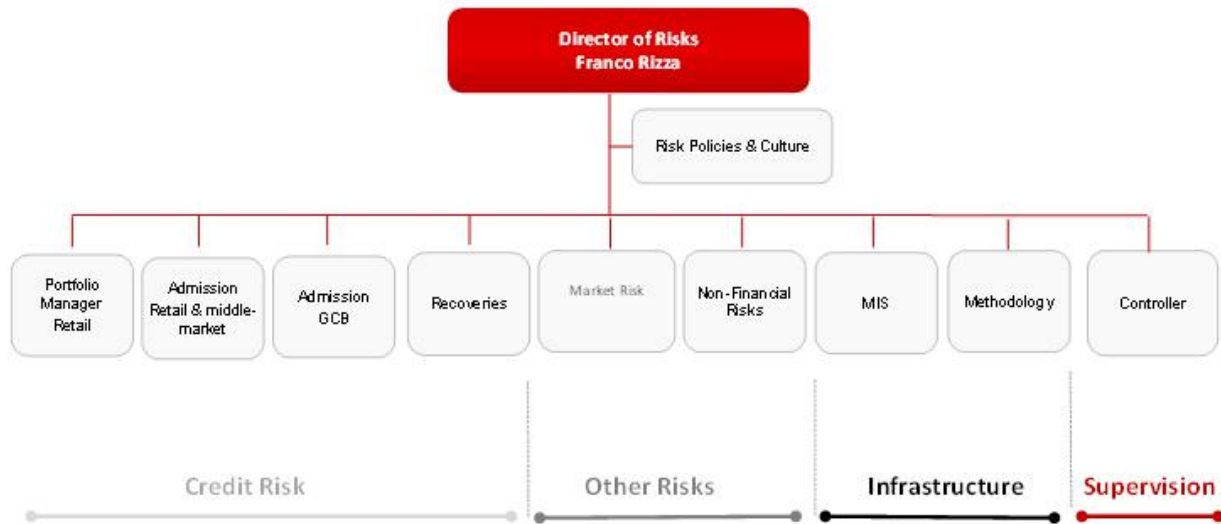 Director of Risks
Franco Rizza
Risk Policies & Culture
Portfolio
Manager
Retail
Admission
Retail & middle-
market
Admission
GCB
Recoveries
Market Risk
Non-Financial
Risks
MIS
Methodology
Controller
Credit Risk
Other Risks
Infrastructure
Supervision